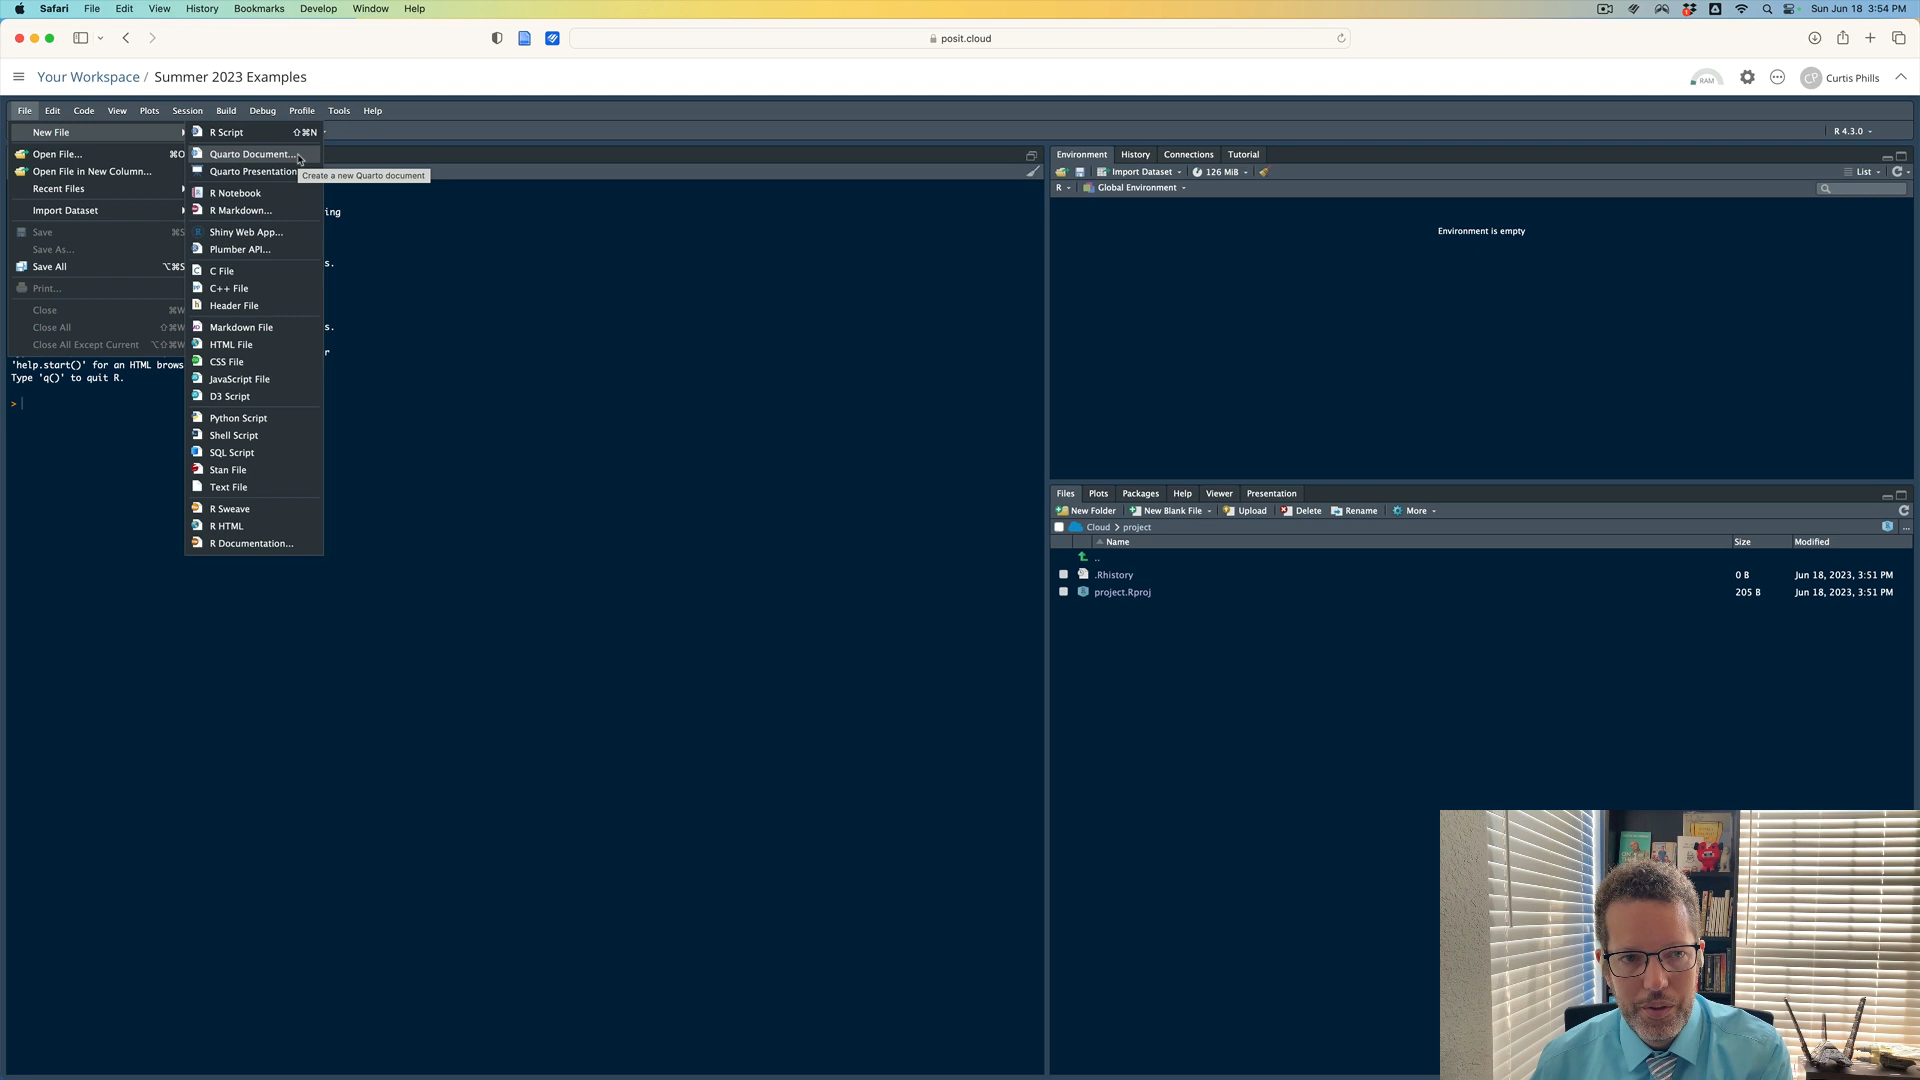 Safari File Edit View History Bookmarks Develop Window Help Sun Jun 18 3:54 PM
posit.cloud
Your Workspace / Summer 2023 Examples RAM CP Curtis Phills
File Edit Code View Plots Session Build Debug Profile Tools Help
New File
Open File... ⌘O
Open File in New Column...
Recent Files
Import Dataset
Save ⌘S
Save As...
Save All ⌥⌘S
Print...
Close ⌘W
Close All ⇧⌘W
Close All Except Current ⌥⇧⌘W
R Script ⇧⌘N
Quarto Document...
Quarto Presentation
Create a new Quarto document
R Notebook
R Markdown...
Shiny Web App...
Plumber API...
C File
C++ File
Header File
Markdown File
HTML File
CSS File
JavaScript File
D3 Script
Python Script
Shell Script
SQL Script
Stan File
Text File
R Sweave
R HTML
R Documentation...
ing
s.
s.
r
'help.start()' for an HTML brows
Type 'q()' to quit R.
>
R 4.3.0
Environment History Connections Tutorial
Import Dataset 126 MiB List
R Global Environment
Environment is empty
Files Plots Packages Help Viewer Presentation
New Folder New Blank File Upload Delete Rename More
Cloud > project ...
Name Size Modified
..
.Rhistory 0 B Jun 18, 2023, 3:51 PM
project.Rproj 205 B Jun 18, 2023, 3:51 PM